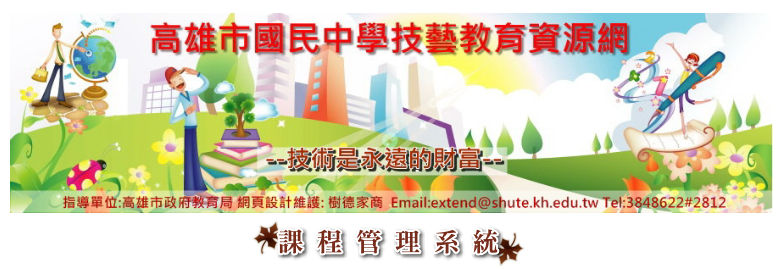 高雄市國民中學技藝教育資源網
--技術是永遠的財富--
指導單位:高雄市政府教育局 網頁設計維護: 樹德家商 Email:extend@shute.kh.edu.tw Tel:3848622#2812
課程管理系統